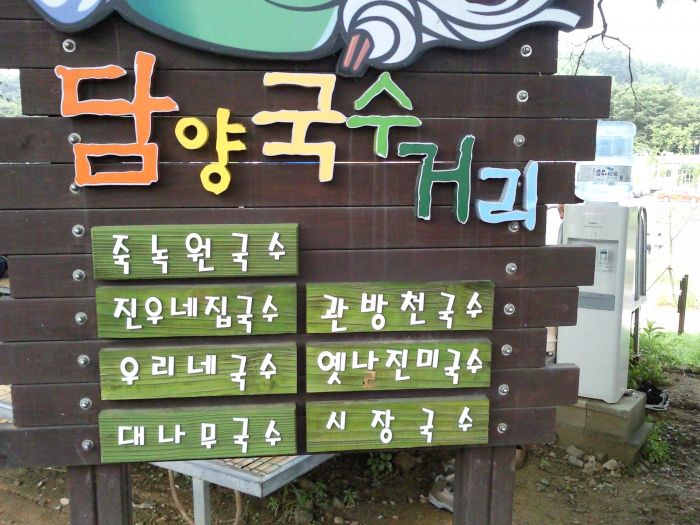 담양국수거리
죽녹원국수
진우네집국수 관방천국수
우리네국수 옛날진미국수
대나무국수 시장국수